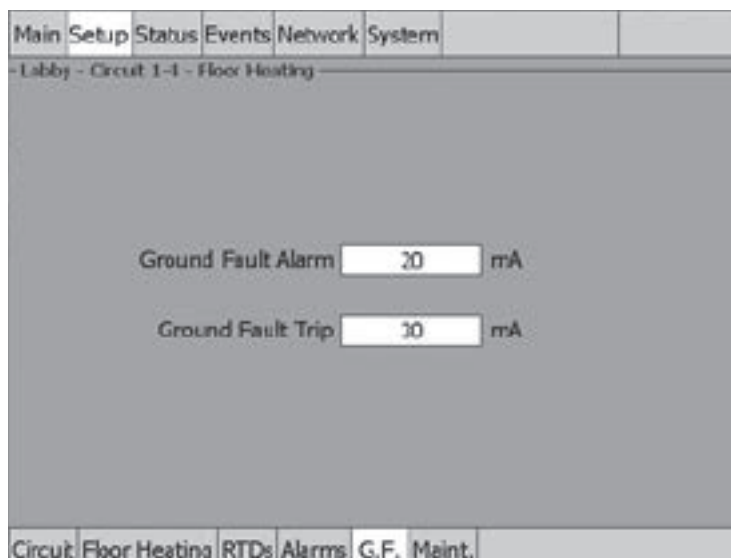 Main Setup Status Events Network System
Lobby - Circuit 1-1 - Floor Heating
Ground Fault Alarm 20 mA
Ground Fault Trip 30 mA
Circuit Floor Heating RTDs Alarms G.F. Maint.